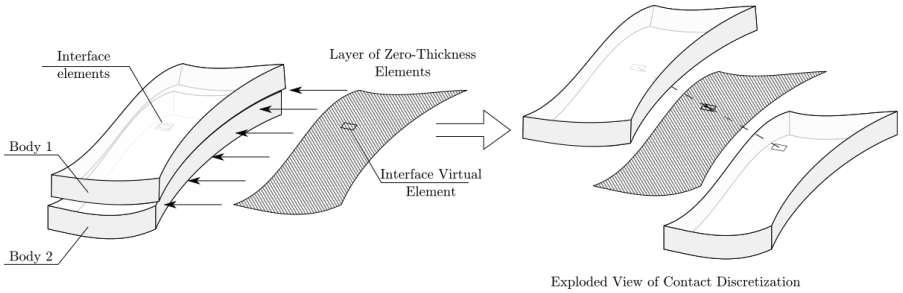 Interface
elements
Layer of Zero-Thickness
Elements
Body 1
Interface Virtual
Element
Body 2
Exploded View of Contact Discretization